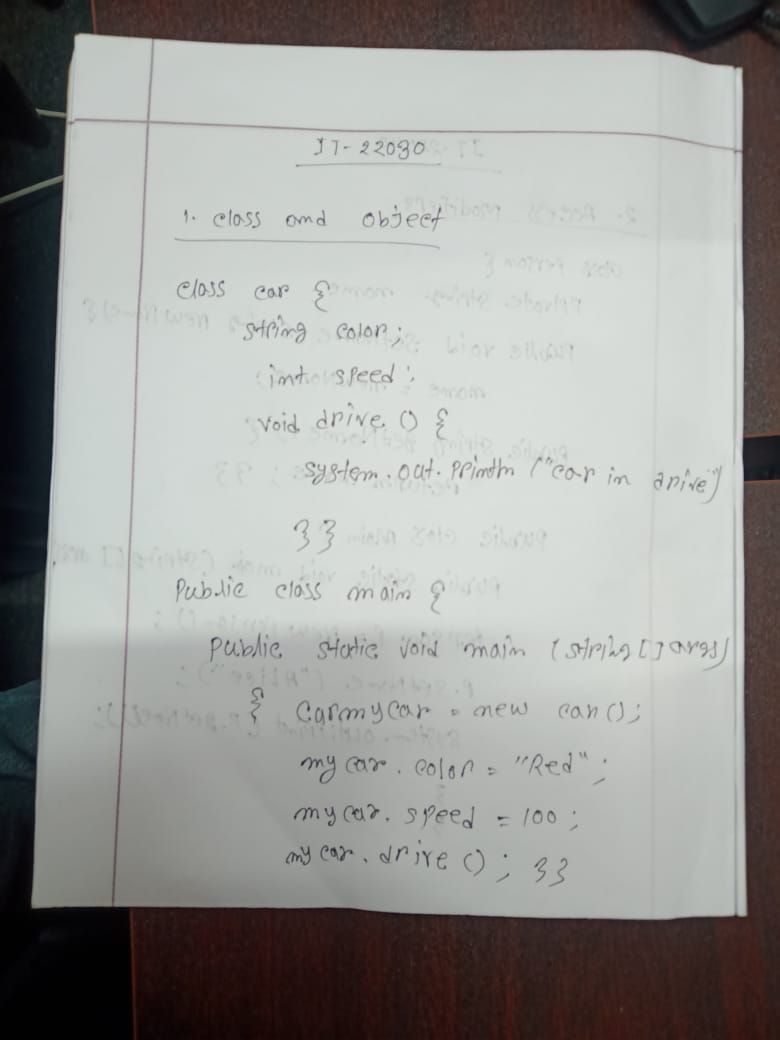 IT-22030
1. class and object
class car {
string color;
int speed;
void drive () {
system.out.println ("car in drive")
}}
Public class main {
public static void main (string [] args)
{ Carmycar = new car();
my car. color = "Red";
my car. speed = 100;
my car. drive (); }}